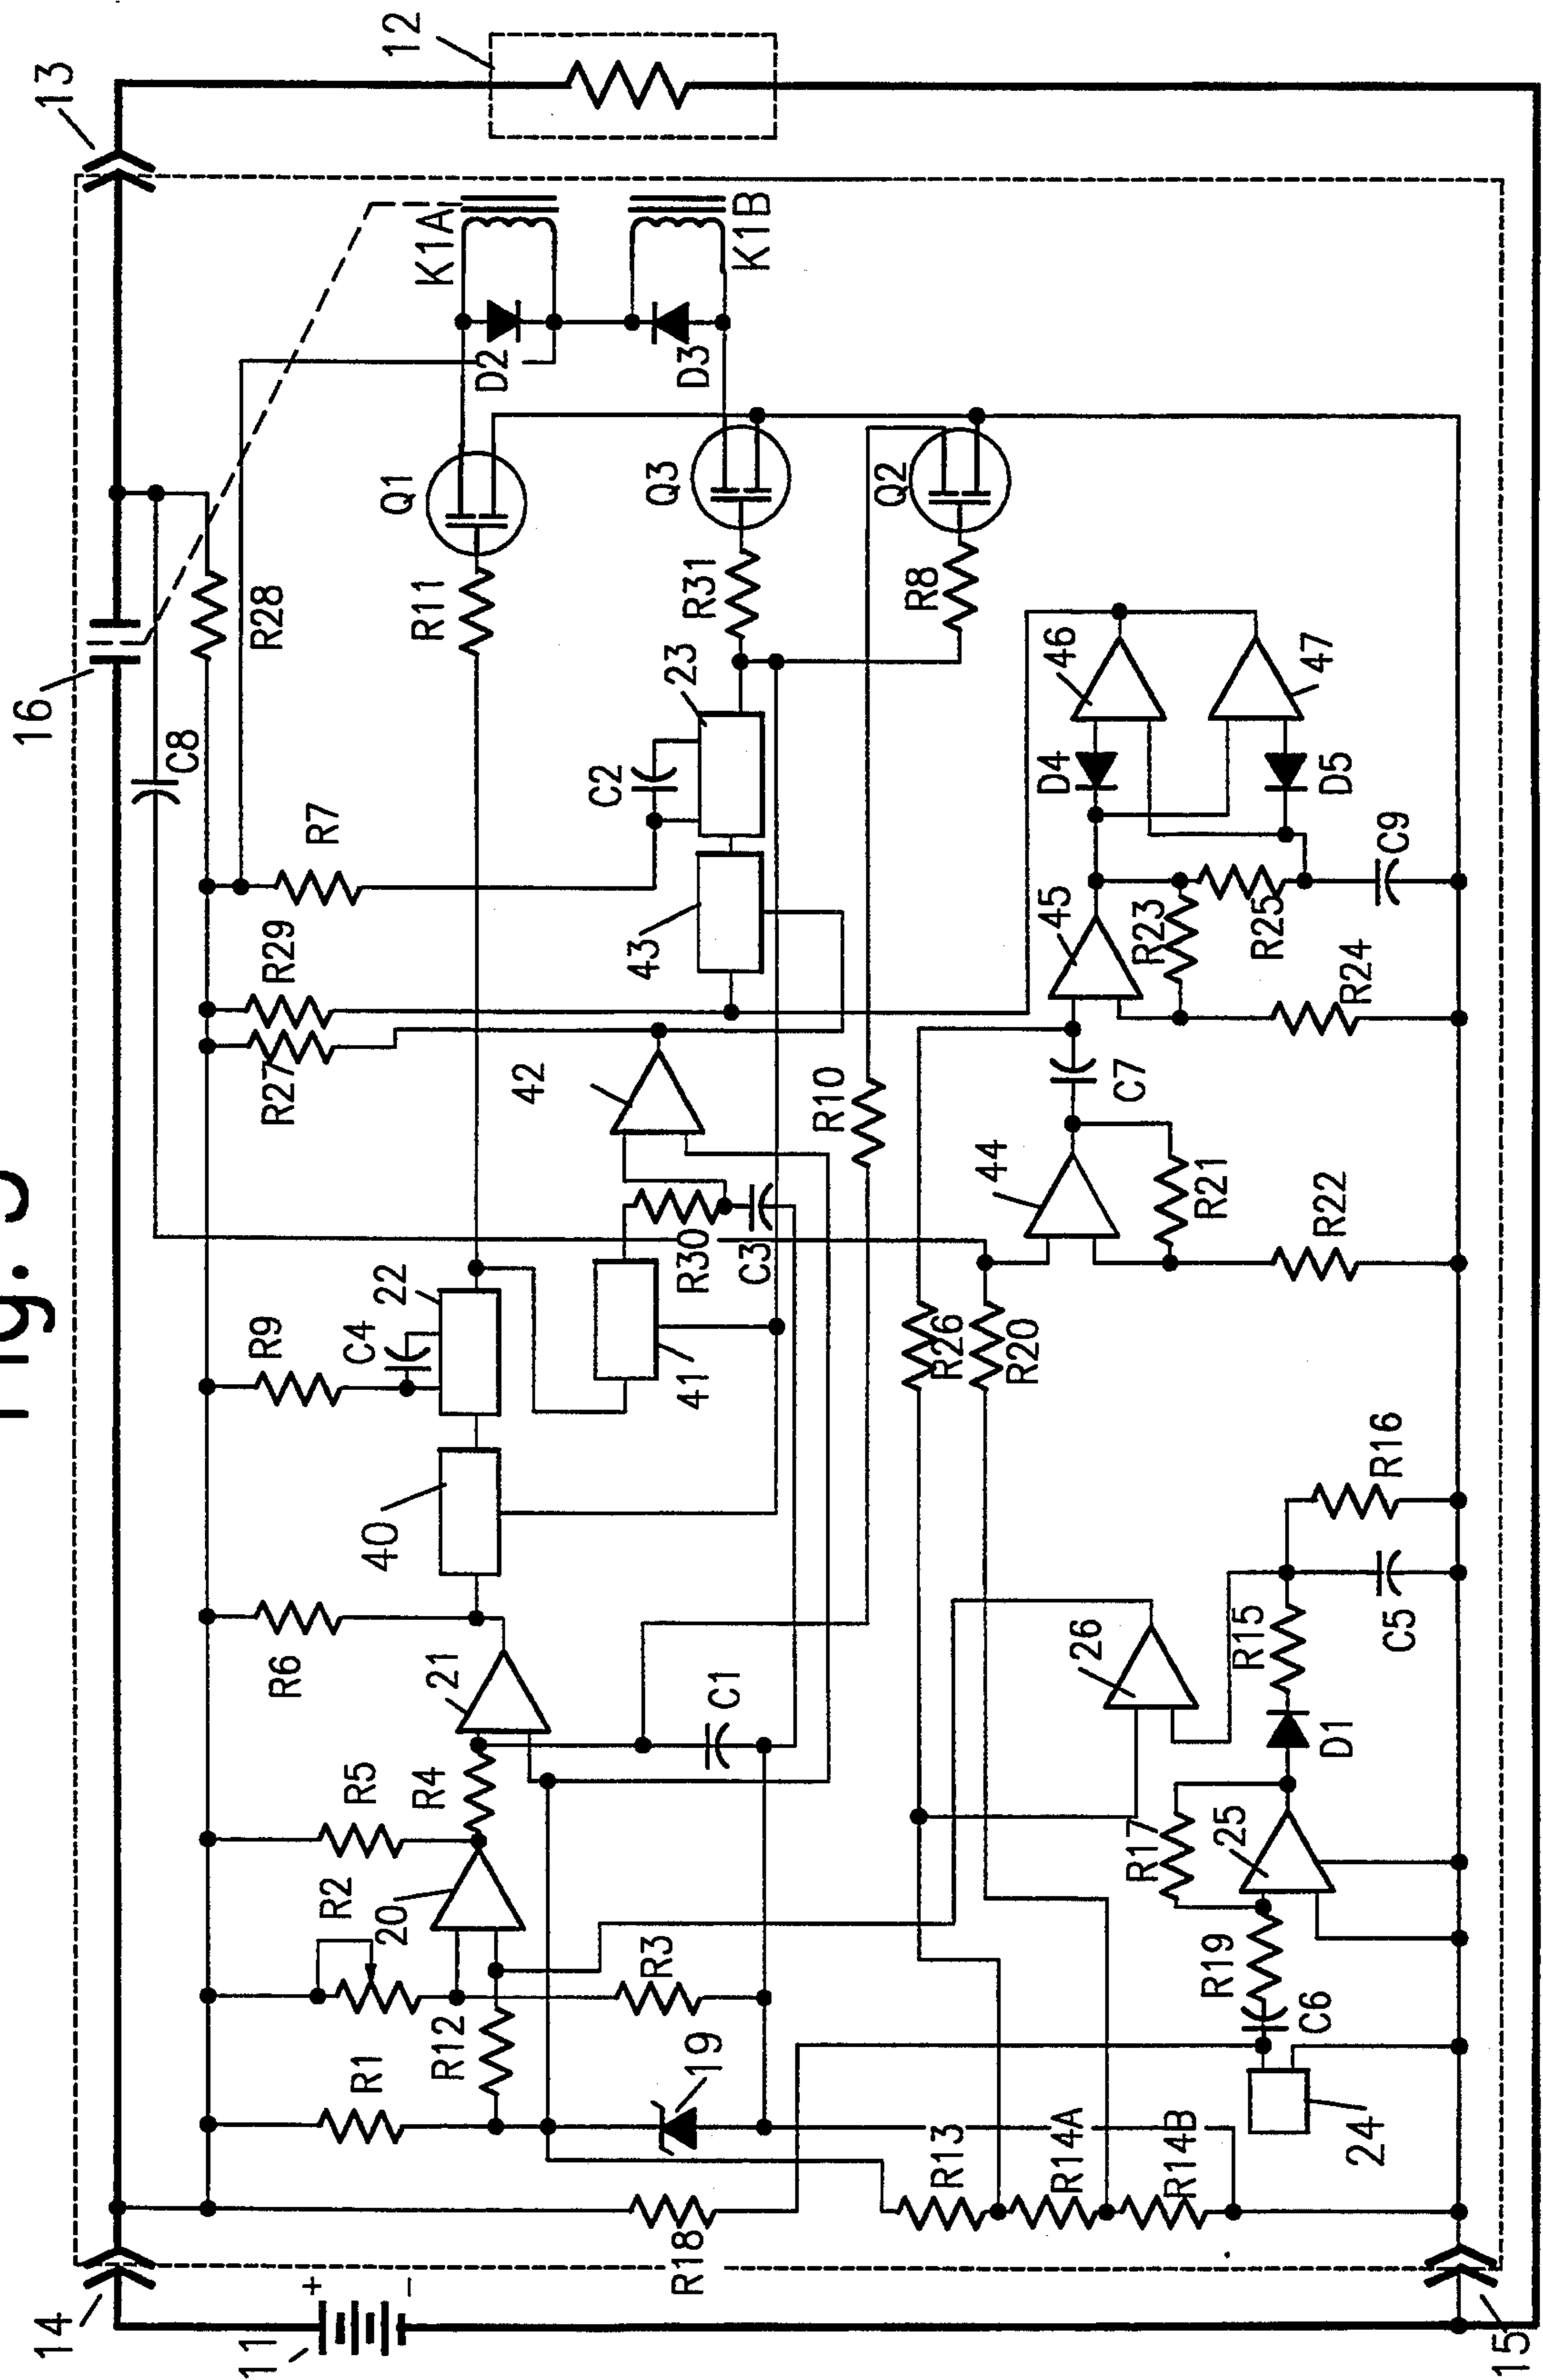 Fig. 3
13
12
16
14
11
+
−
15
K1A
K1B
D2
D3
Q1
Q3
Q2
R28
C8
R11
R31
R8
R7
C2
23
46
47
D4
D5
R29
R27
43
42
45
R23
R25
C9
R24
R10
C7
44
R21
R22
R9
C4
22
41
R30
C3
R26
R20
R6
40
21
C1
26
R15
R16
C5
D1
R5
R4
R2
20
R17
25
R3
R19
C6
R12
R1
19
24
R13
R14A
R14B
R18